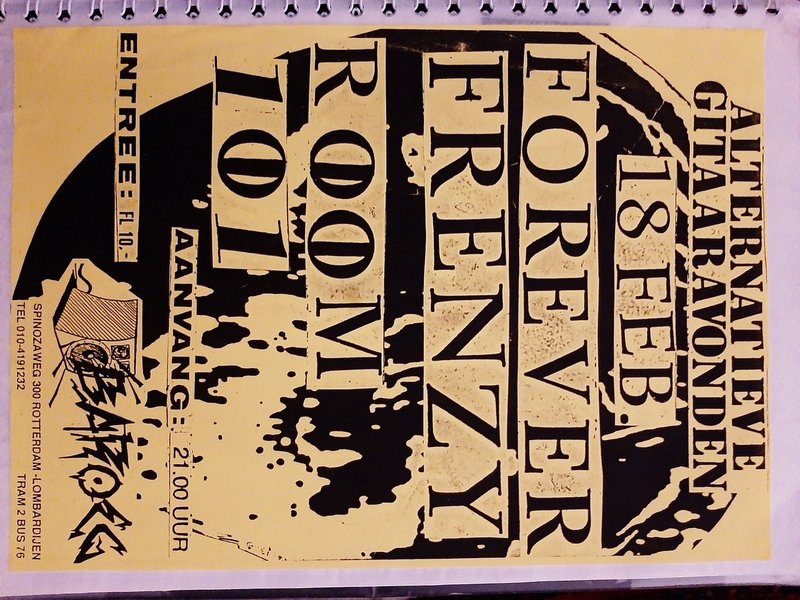 ALTERNATIEVE
GITAARAVONDEN
18 FEB.
FOREVER
FRENZY
ROOM
101
AANVANG: 21.00 UUR
ENTREE: Fl. 10,-
SPINOZAWEG 300 ROTTERDAM -LOMBARDIJEN
TEL 010-4191232 TRAM 2 BUS 76